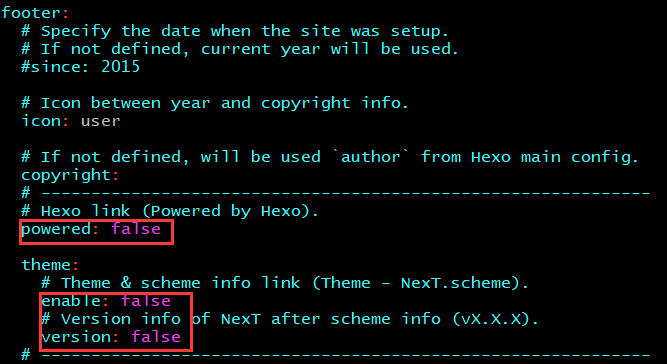 footer:
  # Specify the date when the site was setup.
  # If not defined, current year will be used.
  #since: 2015

  # Icon between year and copyright info.
  icon: user

  # If not defined, will be used `author` from Hexo main config.
  copyright:
  # -------------------------------------------------------------
  # Hexo link (Powered by Hexo).
  powered: false

  theme:
    # Theme & scheme info link (Theme - NexT.scheme).
    enable: false
    # Version info of NexT after scheme info (vX.X.X).
    version: false
  # -------------------------------------------------------------